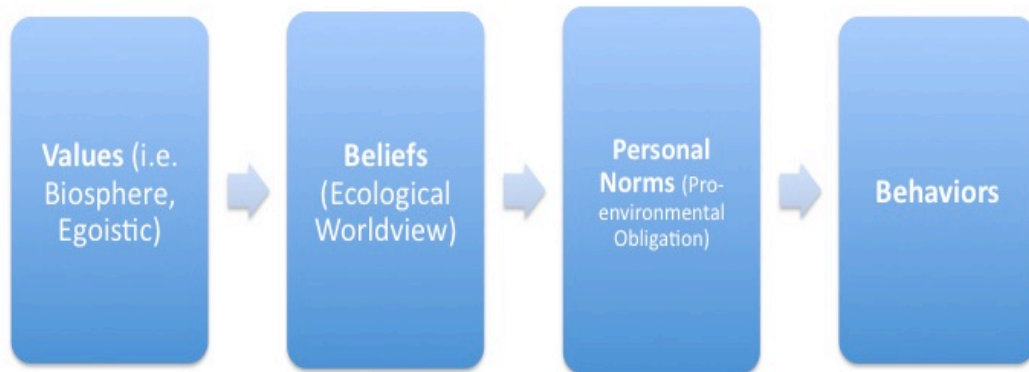 Values (i.e.
Biosphere,
Egoistic)
Beliefs
(Ecological
Worldview)
Personal
Norms (Pro-
environmental
Obligation)
Behaviors